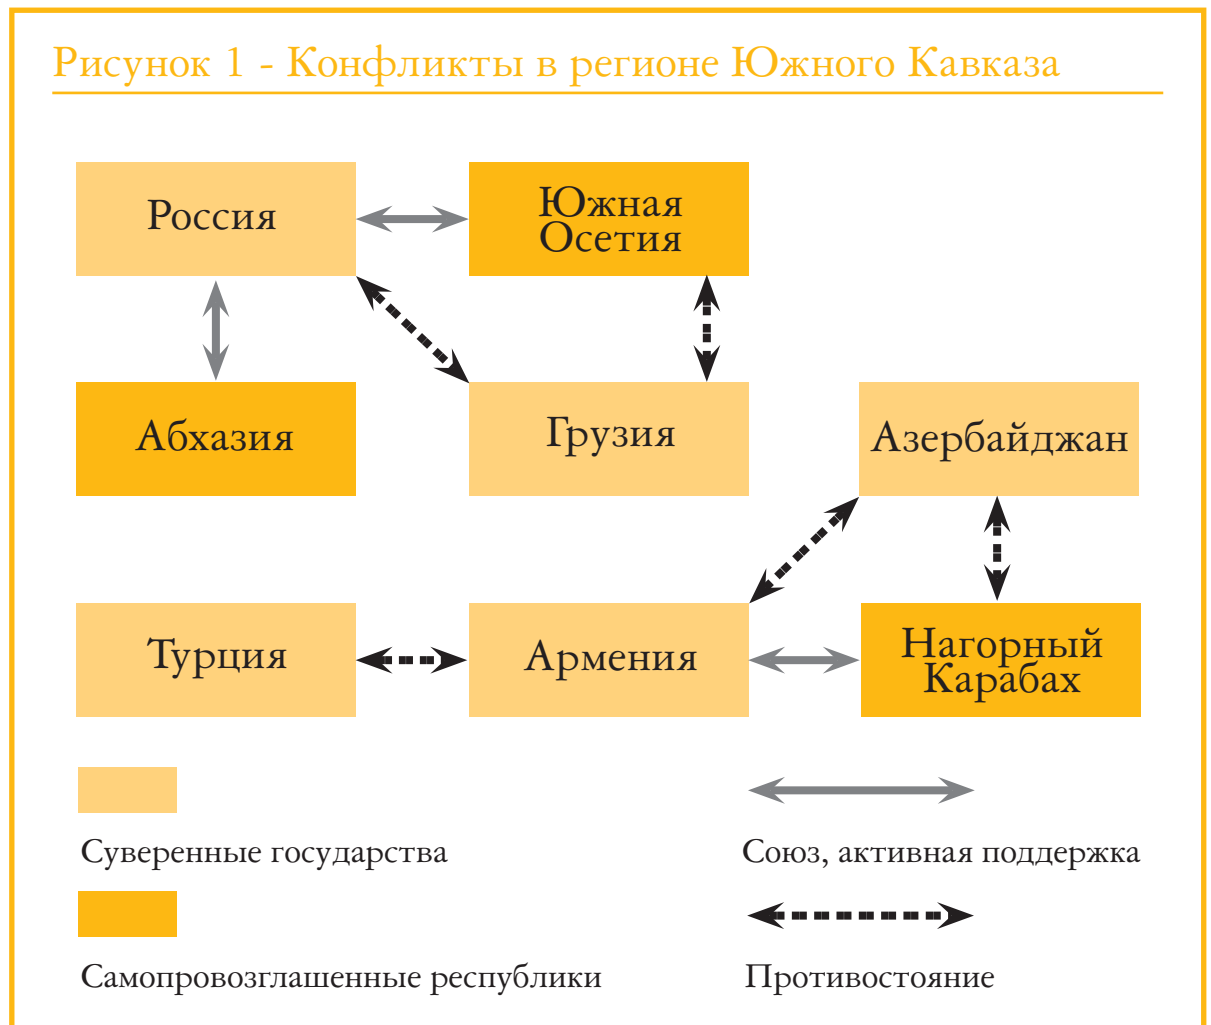 Рисунок 1 - Конфликты в регионе Южного Кавказа
Россия
Южная
Осетия
Абхазия
Грузия
Азербайджан
Турция
Армения
Нагорный
Карабах
Суверенные государства
Союз, активная поддержка
Самопровозглашенные республики
Противостояние